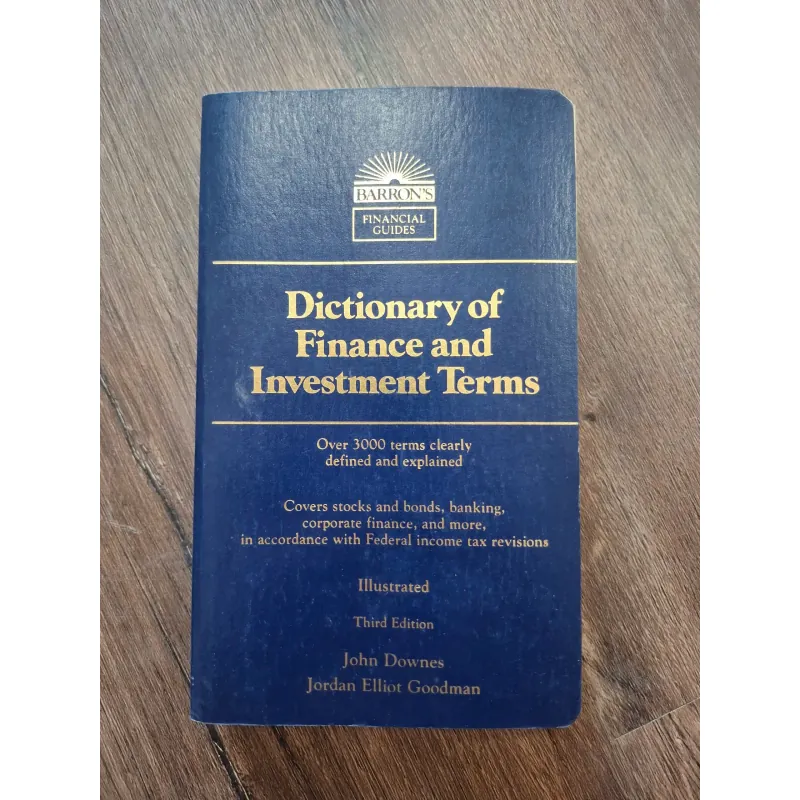 BARRON'S
FINANCIAL
GUIDES
Dictionary of
Finance and
Investment Terms
Over 3000 terms clearly
defined and explained
Covers stocks and bonds, banking,
corporate finance, and more,
in accordance with Federal income tax revisions
Illustrated
Third Edition
John Downes
Jordan Elliot Goodman